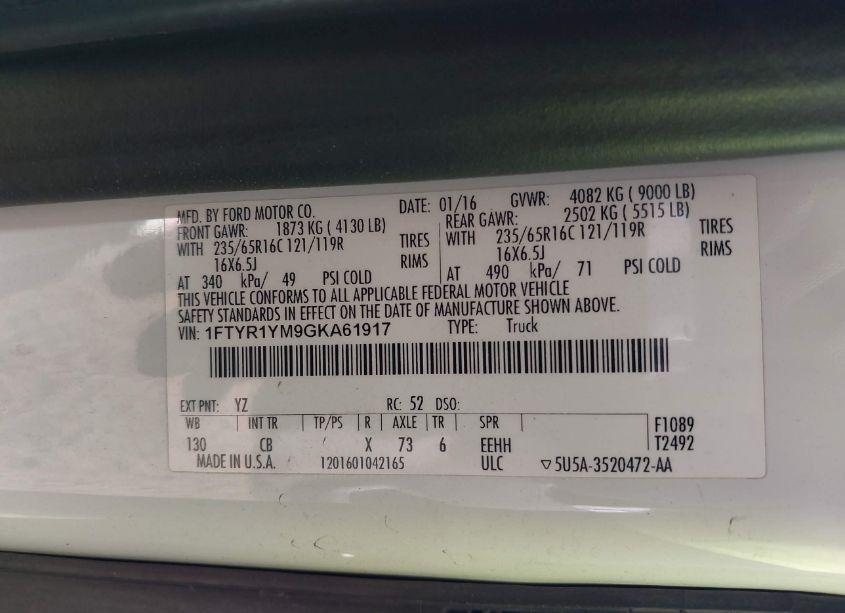 MFD. BY FORD MOTOR CO. DATE: 01/16 GVWR: 4082 KG ( 9000 LB)
FRONT GAWR: 1873 KG ( 4130 LB) REAR GAWR: 2502 KG ( 5515 LB)
WITH 235/65R16C 121/119R TIRES WITH 235/65R16C 121/119R TIRES
16X6.5J RIMS 16X6.5J RIMS
AT 340 kPa/ 49 PSI COLD AT 490 kPa/ 71 PSI COLD
THIS VEHICLE CONFORMS TO ALL APPLICABLE FEDERAL MOTOR VEHICLE
SAFETY STANDARDS IN EFFECT ON THE DATE OF MANUFACTURE SHOWN ABOVE.
VIN: 1FTYR1YM9GKA61917 TYPE: Truck
EXT PNT: YZ RC: 52 DSO:
WB INT TR TP/PS R AXLE TR SPR F1089
130 CB / X 73 6 EEHH T2492
MADE IN U.S.A. 1201601042165 ULC ▽5U5A-3520472-AA